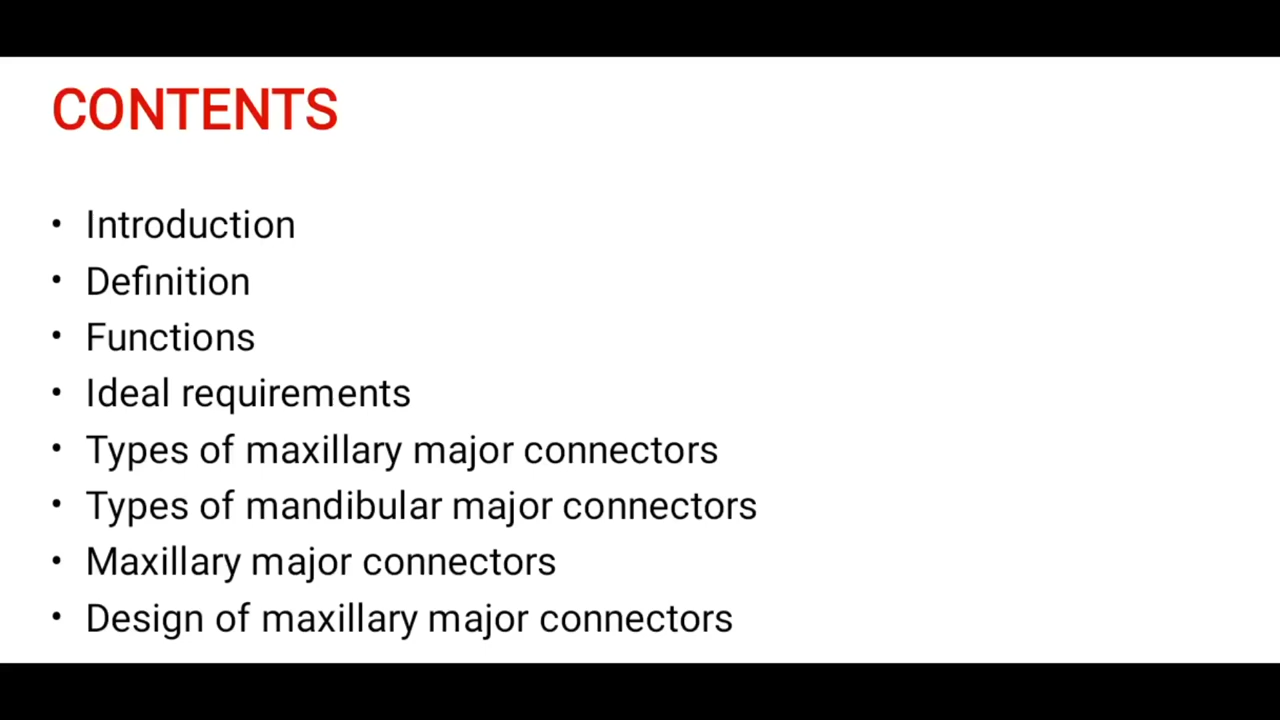 CONTENTS
• Introduction
• Definition
• Functions
• Ideal requirements
• Types of maxillary major connectors
• Types of mandibular major connectors
• Maxillary major connectors
• Design of maxillary major connectors